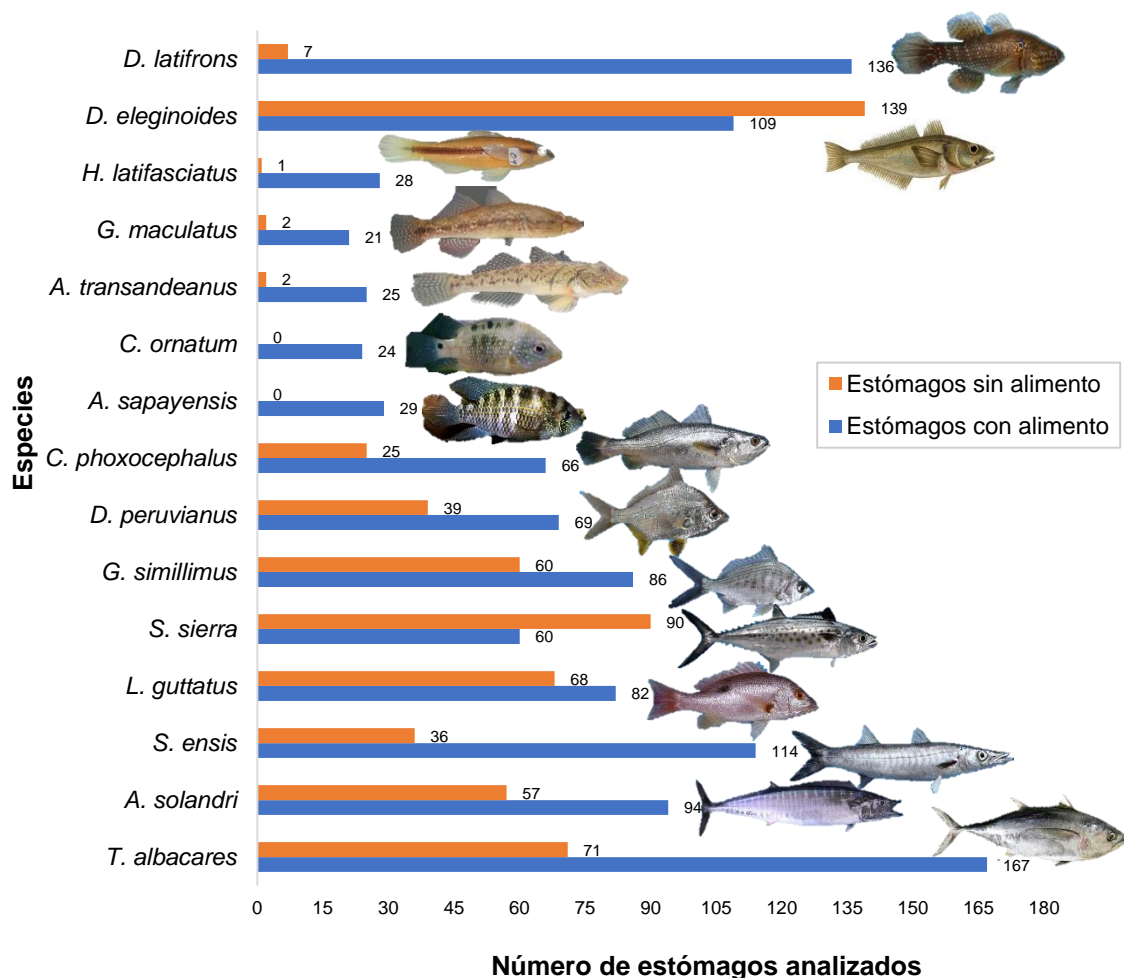 D. latifrons
7
136
D. eleginoides
139
109
H. latifasciatus
1
28
G. maculatus
2
21
A. transandeanus
2
25
C. ornatum
0
24
A. sapayensis
0
29
C. phoxocephalus
25
66
D. peruvianus
39
69
G. simillimus
60
86
S. sierra
90
60
L. guttatus
68
82
S. ensis
36
114
A. solandri
57
94
T. albacares
71
167
Especies
Estómagos sin alimento
Estómagos con alimento
0 15 30 45 60 75 90 105 120 135 150 165 180
Número de estómagos analizados